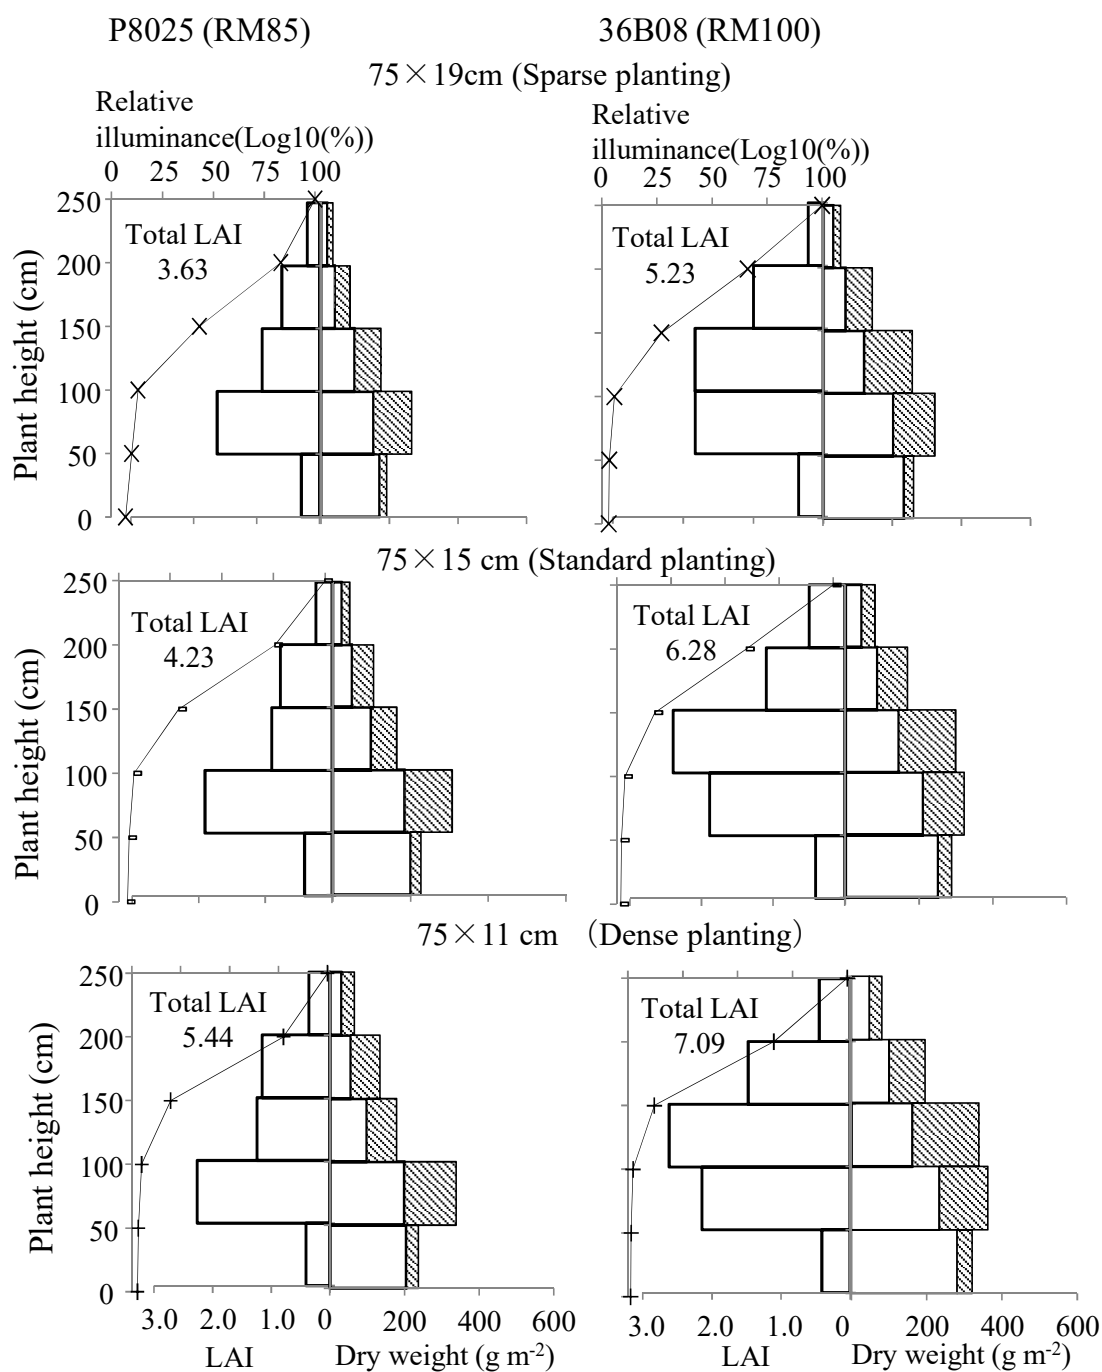 P8025 (RM85) 36B08 (RM100)
75×19cm (Sparse planting)
Relative
illuminance(Log10(%))
0 25 50 75 100
Relative
illuminance(Log10(%))
0 25 50 75 100
Plant height (cm)
250
200
150
100
50
0
Total LAI
3.63
Total LAI
5.23
75×15 cm (Standard planting)
Plant height (cm)
250
200
150
100
50
0
Total LAI
4.23
Total LAI
6.28
75×11 cm （Dense planting）
Plant height (cm)
250
200
150
100
50
0
Total LAI
5.44
Total LAI
7.09
3.0 2.0 1.0 0 200 400 600
LAI Dry weight (g m-2)
3.0 2.0 1.0 0 200 400 600
LAI Dry weight (g m-2)